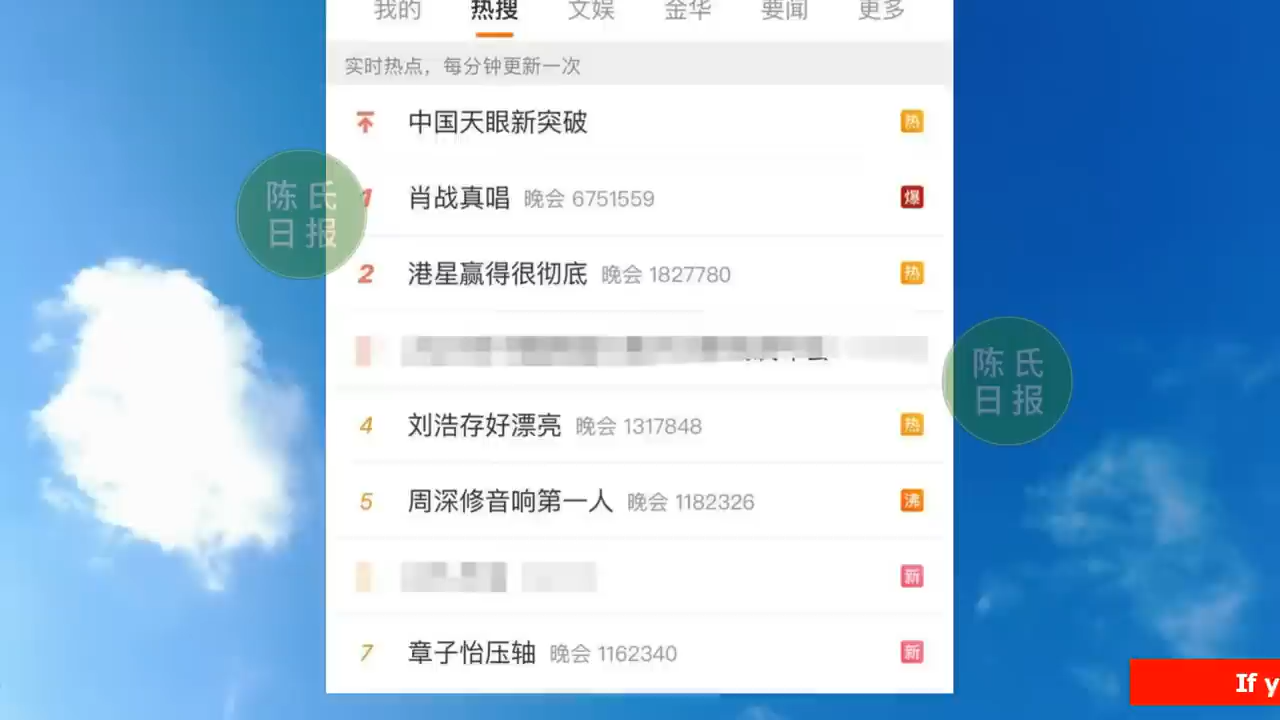 我的 热搜 文娱 金华 要闻 更多
实时热点，每分钟更新一次
中国天眼新突破 热
1 肖战真唱 晚会 6751559 爆
2 港星赢得很彻底 晚会 1827780 热
4 刘浩存好漂亮 晚会 1317848 热
5 周深修音响第一人 晚会 1182326 沸
新
7 章子怡压轴 晚会 1162340 新
陈氏
日报
陈氏
日报
If y